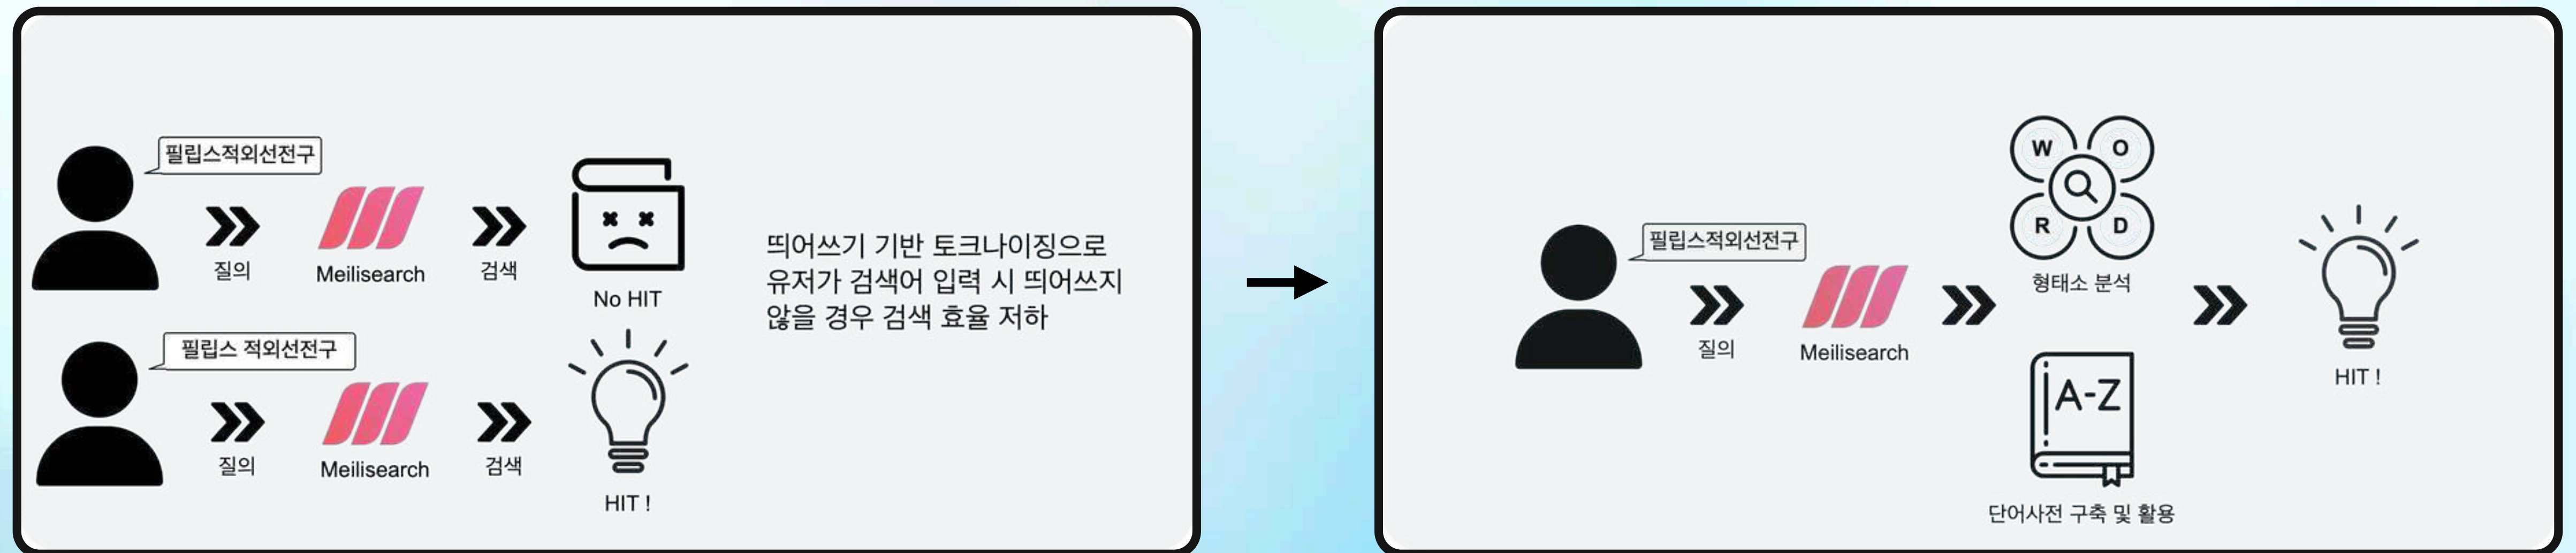 필립스적외선전구
질의
Meilisearch
검색
No HIT
필립스 적외선전구
질의
Meilisearch
검색
HIT !
띄어쓰기 기반 토크나이징으로
유저가 검색어 입력 시 띄어쓰지
않을 경우 검색 효율 저하
필립스적외선전구
질의
Meilisearch
W O
R D
형태소 분석
A-Z
단어사전 구축 및 활용
HIT !